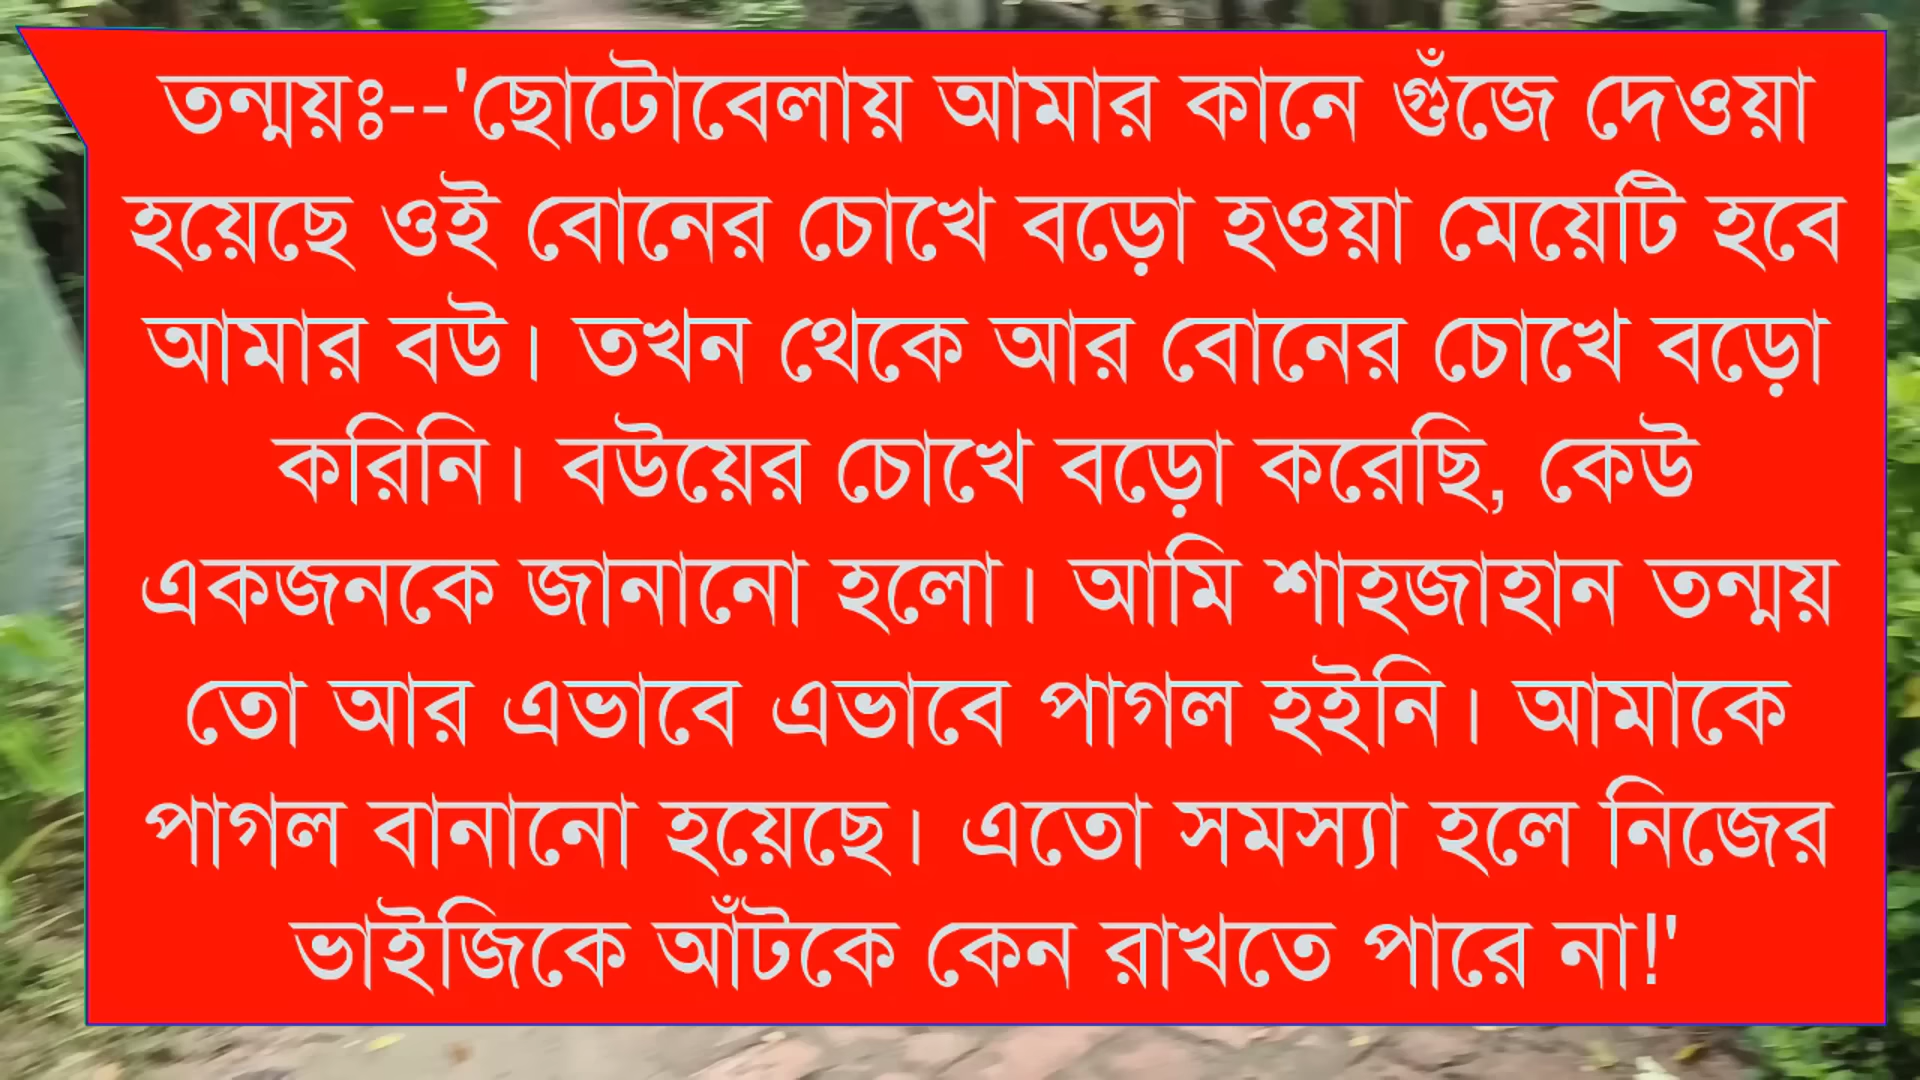 তন্ময়ঃ--'ছোটোবেলায় আমার কানে গুঁজে দেওয়া
হয়েছে ওই বোনের চোখে বড়ো হওয়া মেয়েটি হবে
আমার বউ। তখন থেকে আর বোনের চোখে বড়ো
করিনি। বউয়ের চোখে বড়ো করেছি, কেউ
একজনকে জানানো হলো। আমি শাহজাহান তন্ময়
তো আর এভাবে এভাবে পাগল হইনি। আমাকে
পাগল বানানো হয়েছে। এতো সমস্যা হলে নিজের
ভাইজিকে আঁটকে কেন রাখতে পারে না!'